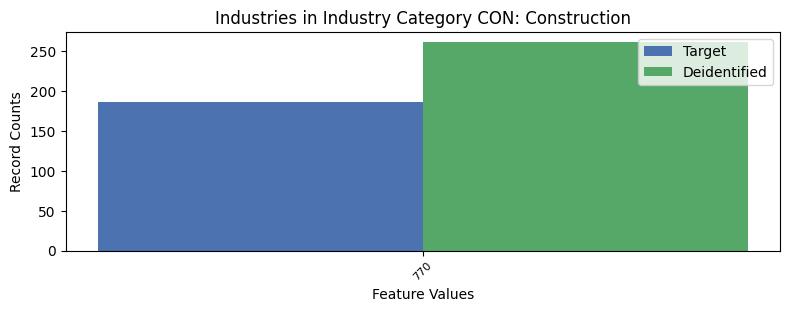 Industries in Industry Category CON: Construction
Target
Deidentified
Record Counts
250
200
150
100
50
0
770
Feature Values